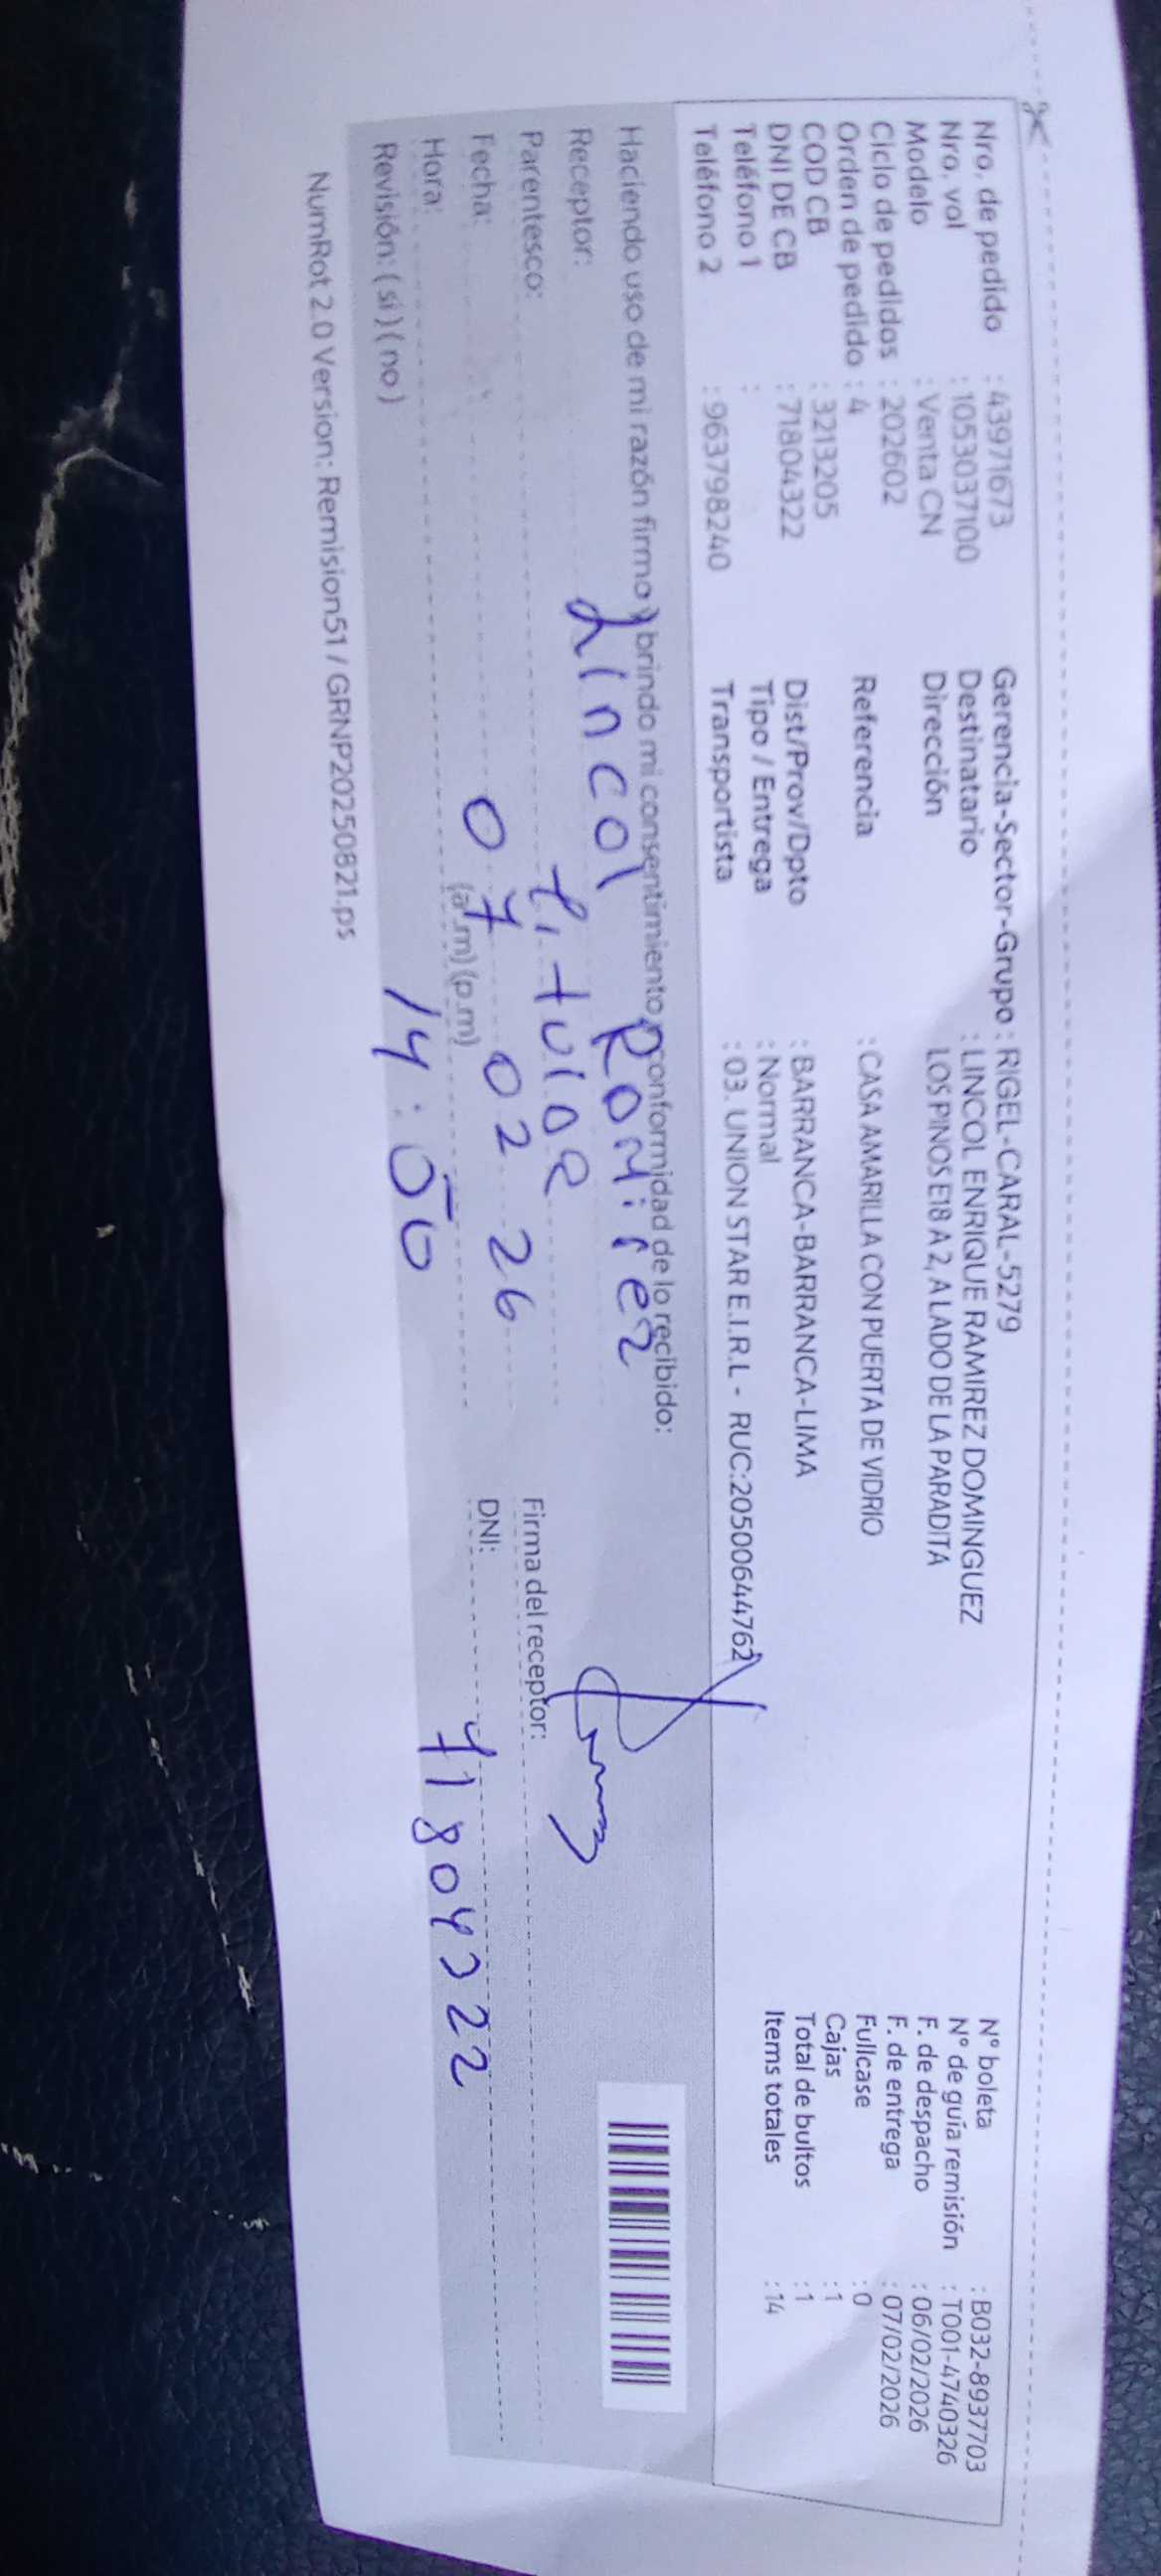 Nro. de pedido : 43971673
Nro. vol : 1053037100
Modelo : Venta CN
Ciclo de pedidos : 202602
Orden de pedido : 4
COD CB : 3213205
DNI DE CB : 71804322
Teléfono 1 :
Teléfono 2 : 963798240
Gerencia-Sector-Grupo : RIGEL-CARAL-5279
Destinatario : LINCOL ENRIQUE RAMIREZ DOMINGUEZ
Dirección LOS PINOS E18 A 2, A LADO DE LA PARADITA
Referencia : CASA AMARILLA CON PUERTA DE VIDRIO
Dist/Prov/Dpto : BARRANCA-BARRANCA-LIMA
Tipo / Entrega : Normal
Transportista : 03. UNION STAR E.I.R.L - RUC:20500644762
N° boleta : B032-8937703
N° de guía remisión : T001-4740326
F. de despacho : 06/02/2026
F. de entrega : 07/02/2026
Fullcase : 0
Cajas : 1
Total de bultos : 1
Items totales : 14
Haciendo uso de mi razón firmo y brindo mi consentimiento y conformidad de lo recibido:
Receptor: Lincol Ramirez
Parentesco: titular
Fecha: 07 02 26
Hora: (a.m) (p.m) 14:00
Revisión: ( si ) ( no )
Firma del receptor:
DNI: 71804322
NumRot 2.0 Version: Remision51 / GRNP20250821.ps